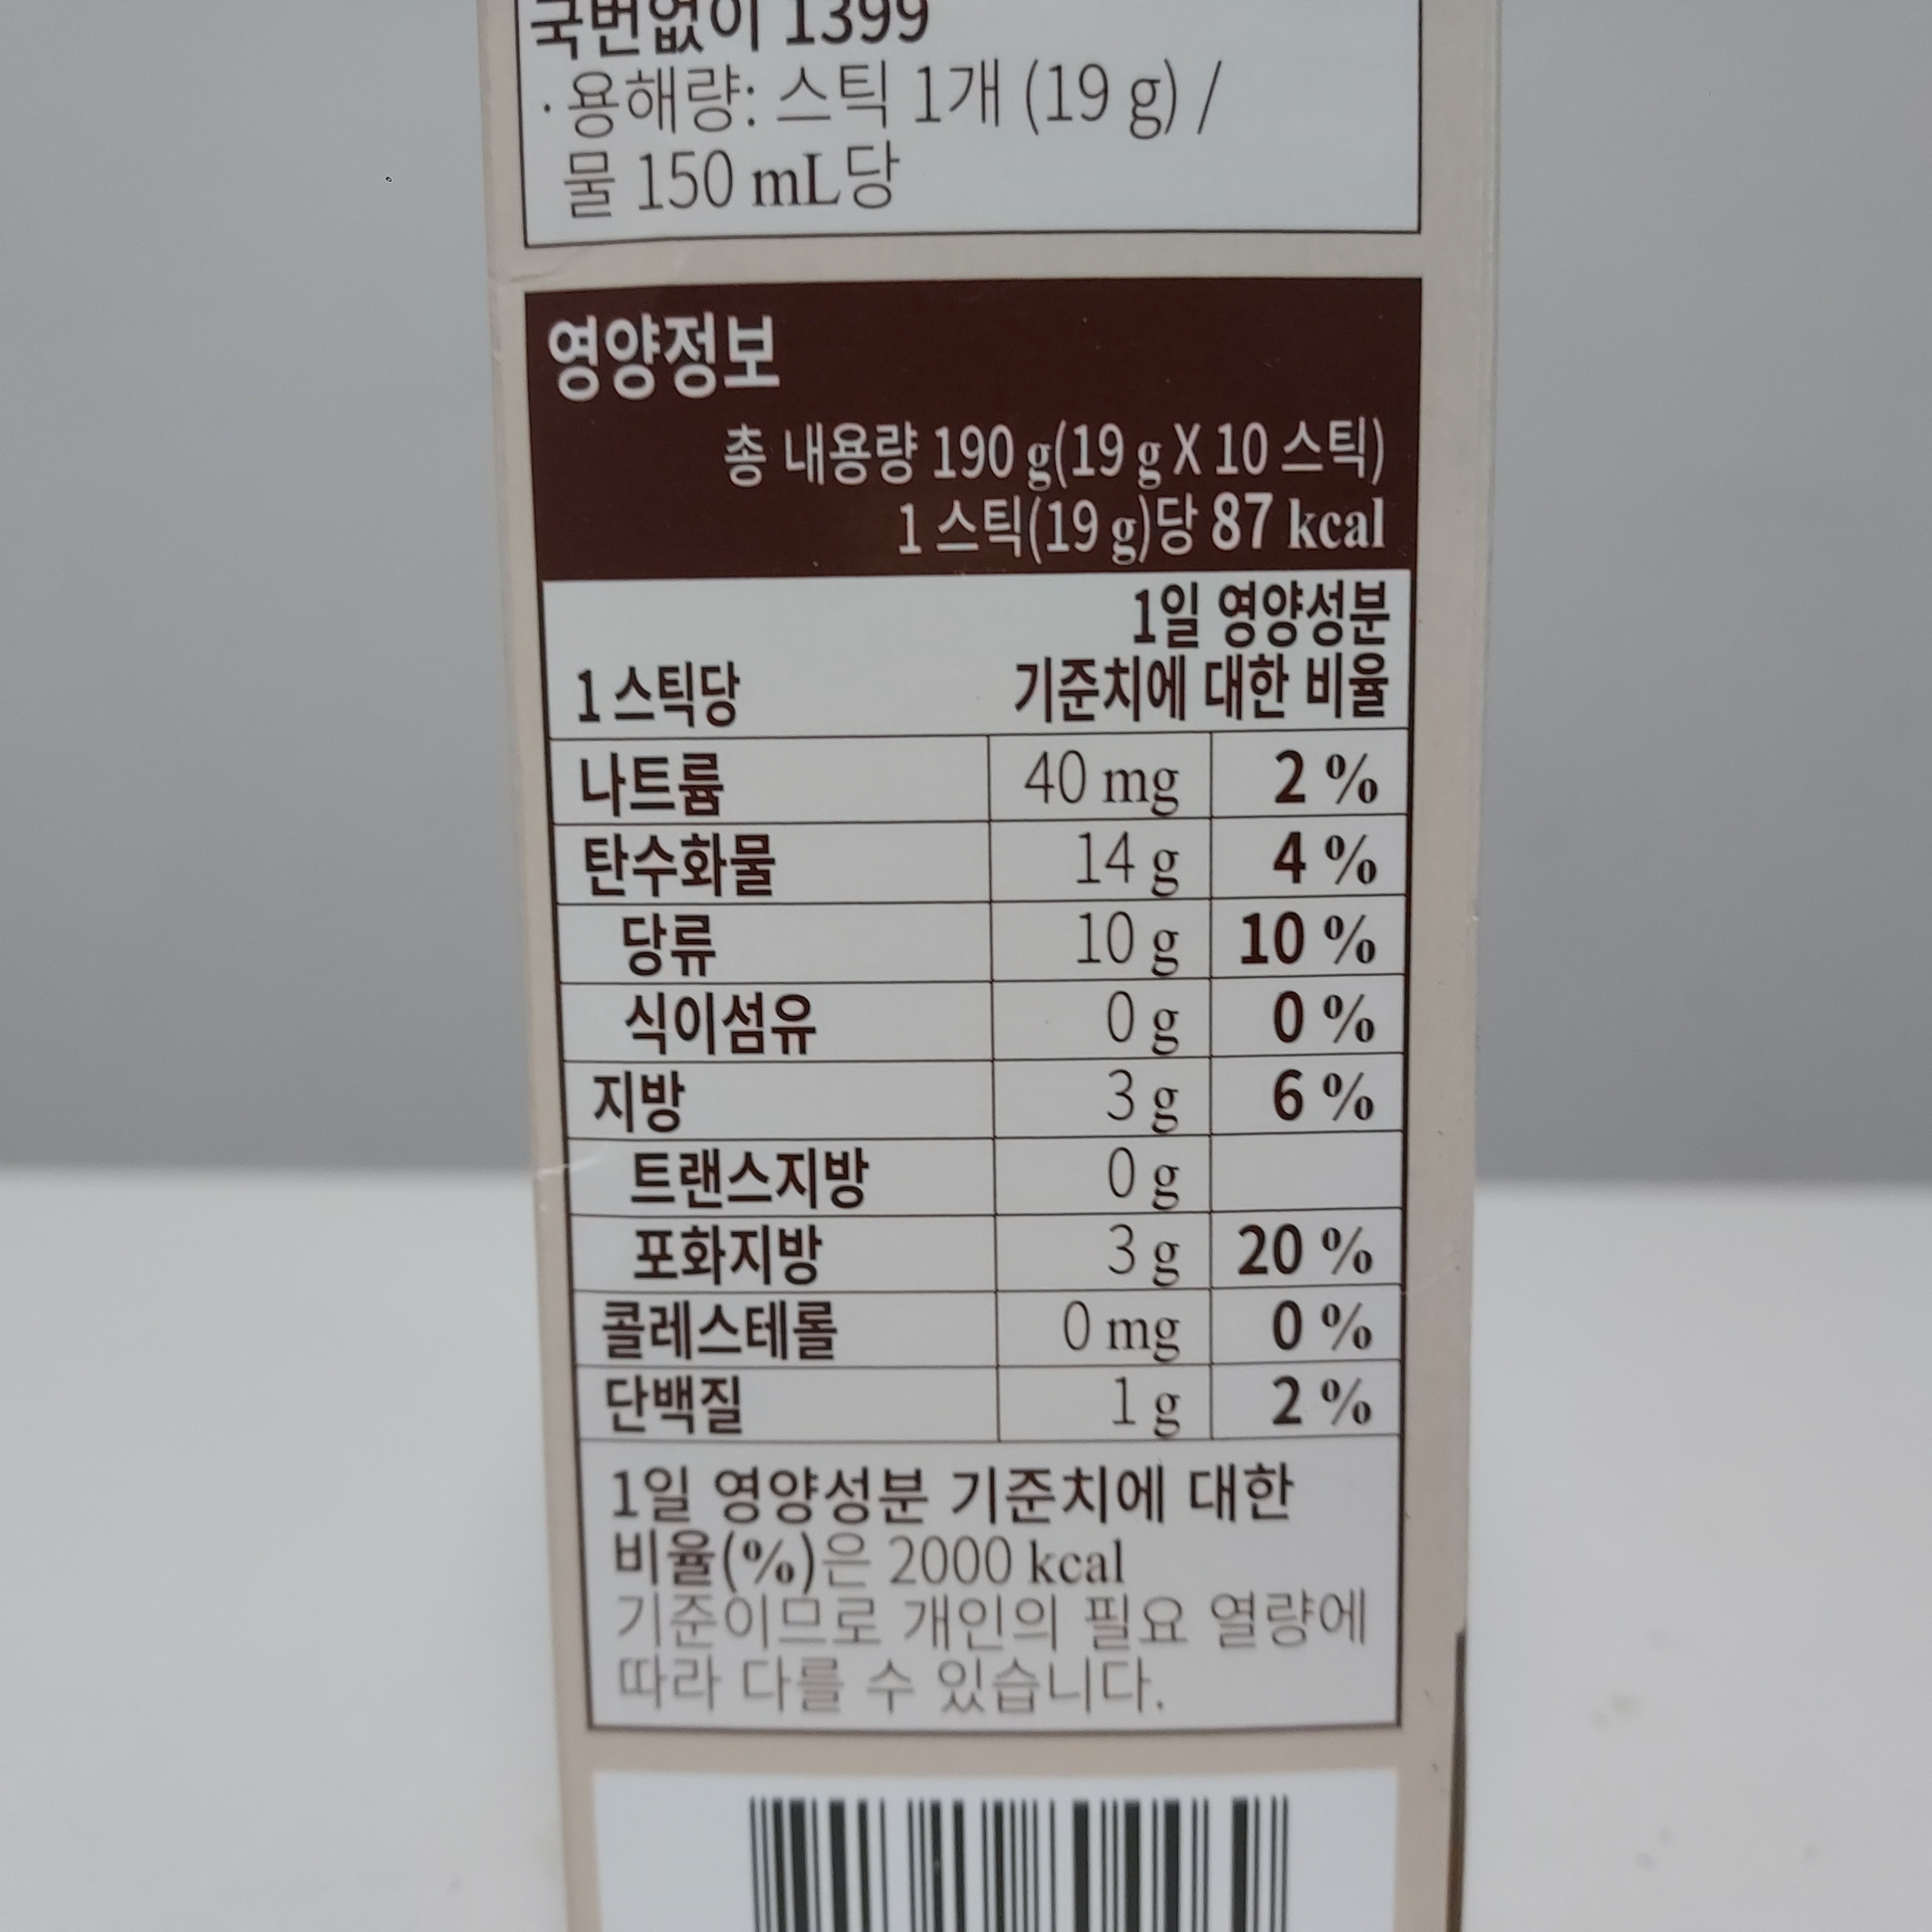 국번없이 1399
· 용해량: 스틱 1개 (19 g) /
물 150 mL당
영양정보
총 내용량 190 g(19 g X 10 스틱)
1 스틱(19 g)당 87 kcal
1일 영양성분
1 스틱당 기준치에 대한 비율
나트륨 40 mg 2 %
탄수화물 14 g 4 %
당류 10 g 10 %
식이섬유 0 g 0 %
지방 3 g 6 %
트랜스지방 0 g
포화지방 3 g 20 %
콜레스테롤 0 mg 0 %
단백질 1 g 2 %
1일 영양성분 기준치에 대한
비율(%)은 2000 kcal
기준이므로 개인의 필요 열량에
따라 다를 수 있습니다.